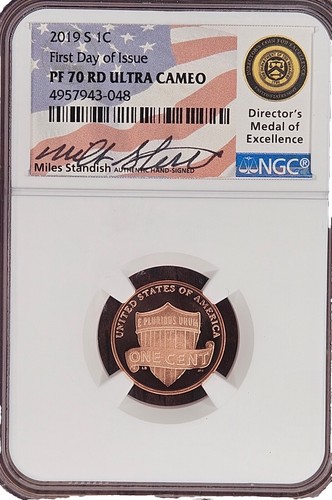 2019 S 1C
First Day of Issue
PF 70 RD ULTRA CAMEO
4957943-048
Miles Standish AUTHENTIC HAND-SIGNED
Director's
Medal of
Excellence
NGC®
UNITED STATES OF AMERICA
E PLURIBUS UNUM
ONE CENT